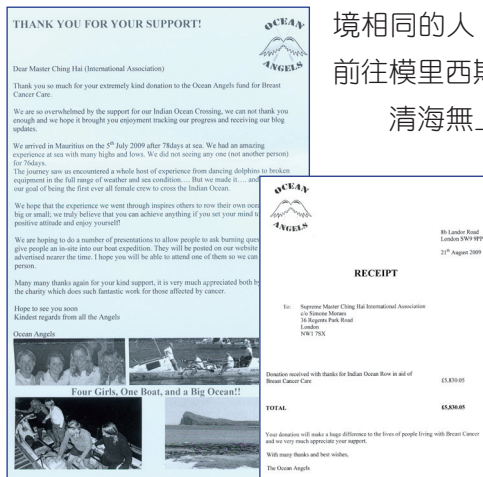 THANK YOU FOR YOUR SUPPORT!
OCEAN
ANGELS
Dear Master Ching Hai (International Association)
Thank you so much for your extremely kind donation to the Ocean Angels fund for Breast
Cancer Care.
We are so overwhelmed by the support for our Indian Ocean Crossing, we can not thank you
enough and we hope it brought you enjoyment tracking our progress and receiving our blog
updates.
We arrived in Mauritius on the 5th July 2009 after 78days at sea. We had an amazing
experience at sea with many highs and lows. We did not seeing any one (not another person)
for 76days.
The journey saw us encountered a whole host of experience from dancing dolphins to broken
equipment in the full range of weather and sea condition.... But we made it.... and
our goal of being the first ever all female crew to cross the Indian Ocean.
We hope that the experience we went through inspires others to row their own ocean
big or small; we truly believe that you can achieve anything if you set your mind to
positive attitude and enjoy yourself!
We are hoping to do a number of presentations to allow people to ask burning ques
give people an in-site into our boat expedition. They will be posted on our website
advertised nearer the time. I hope you will be able to attend one of them so we can
person.
Many many thanks again for your kind support, it is very much appreciated both by
the charity which does such fantastic work for those affected by cancer.
Hope to see you soon
Kindest regards from all the Angels
Ocean Angels
Four Girls, One Boat, and a Big Ocean!!
境相同的人
前往模里西斯
清海無上
OCEAN
ANGELS
8b Landor Road
London SW9 9PP
21st August 2009
RECEIPT
To: Supreme Master Ching Hai International Association
c/o Simone Moraes
36 Regents Park Road
London
NW1 7SX
Donation received with thanks for Indian Ocean Row in aid of
Breast Cancer Care £5,830.05
TOTAL £5,830.05
Your donation will make a huge difference to the lives of people living with Breast Cancer
and we very much appreciate your support.
With many thanks and best wishes,
The Ocean Angels